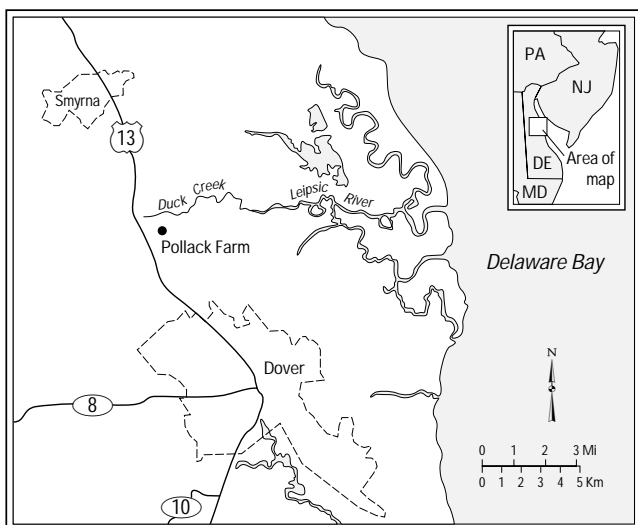 Smyrna
13
Duck Creek
Leipsic River
Pollack Farm
Dover
8
10
Delaware Bay
PA
NJ
DE
MD
Area of
map
N
0 1 2 3 Mi
0 1 2 3 4 5 Km